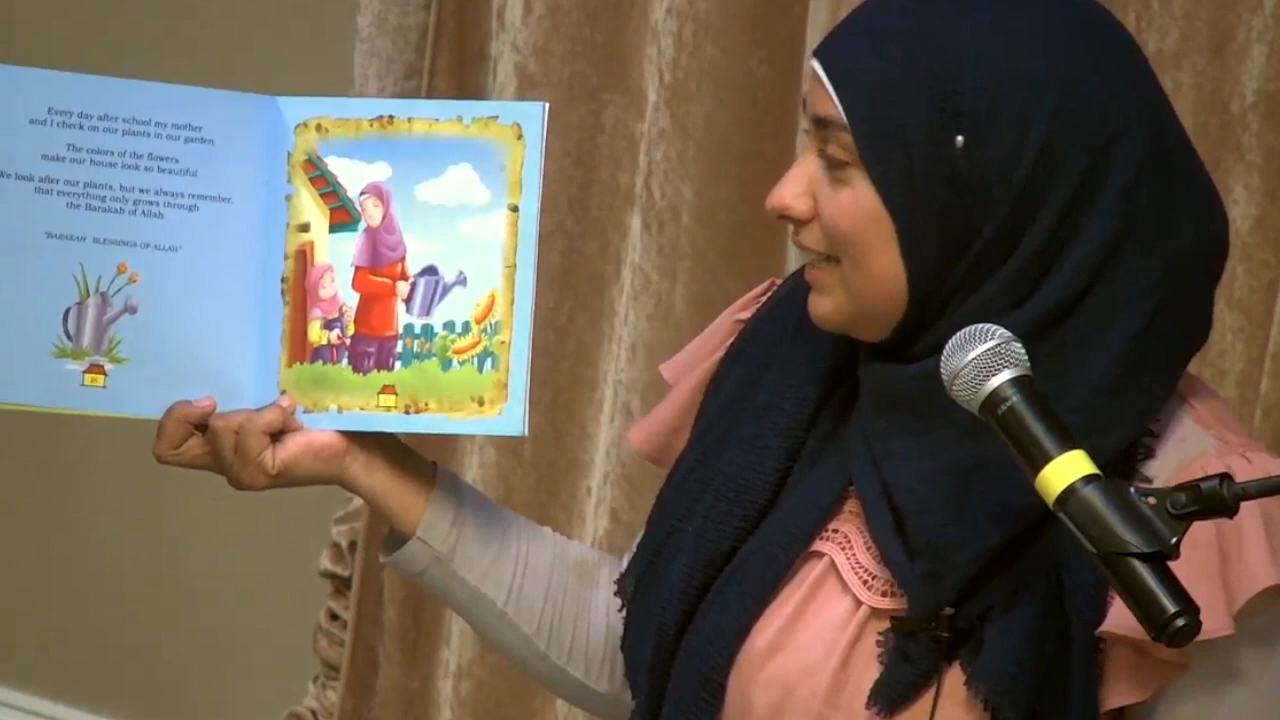 Every day after school my mother
and I check on our plants in our garden.
The colors of the flowers
make our house look so beautiful.
We look after our plants, but we always remember,
that everything only grows through
the Barakah of Allah.
"BARAKAH BLESSINGS OF ALLAH"